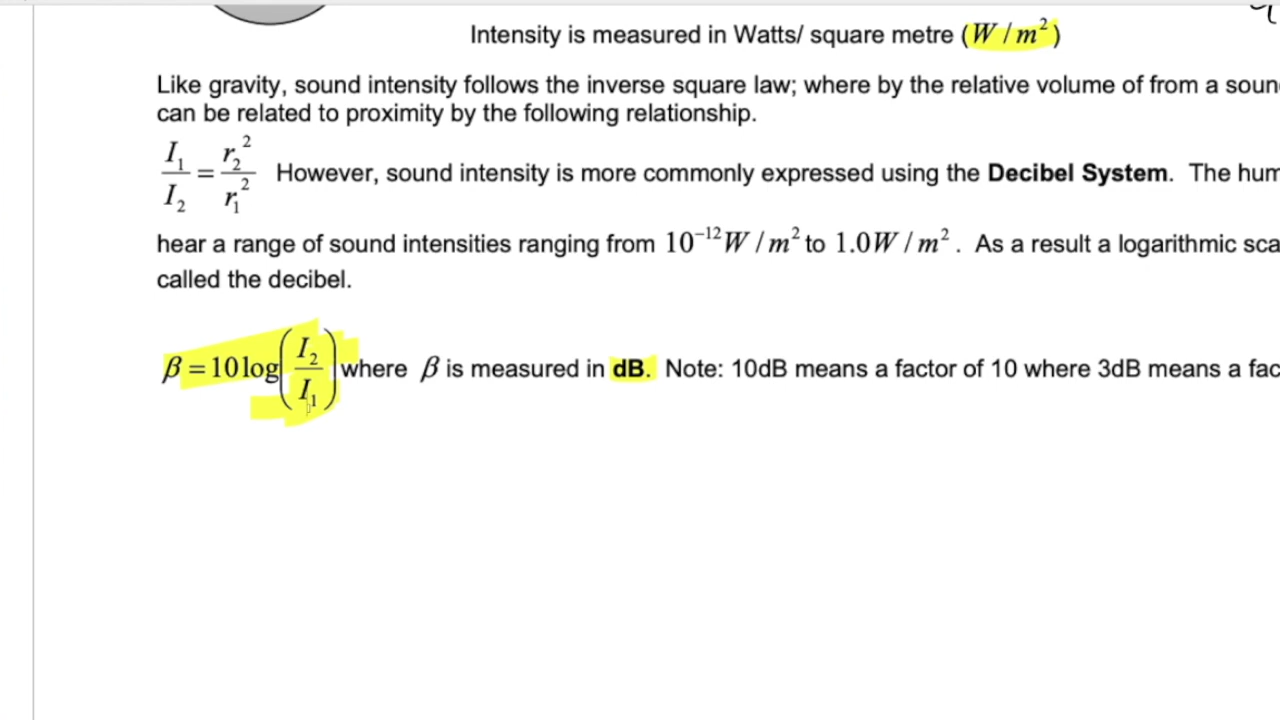 Intensity is measured in Watts/ square metre (W / m²)
Like gravity, sound intensity follows the inverse square law; where by the relative volume of from a soun
can be related to proximity by the following relationship.
I₁/I₂ = r₂²/r₁² However, sound intensity is more commonly expressed using the Decibel System. The hum
hear a range of sound intensities ranging from 10⁻¹²W / m² to 1.0W / m². As a result a logarithmic sca
called the decibel.
β = 10log(I₂/I₁) where β is measured in dB. Note: 10dB means a factor of 10 where 3dB means a fac